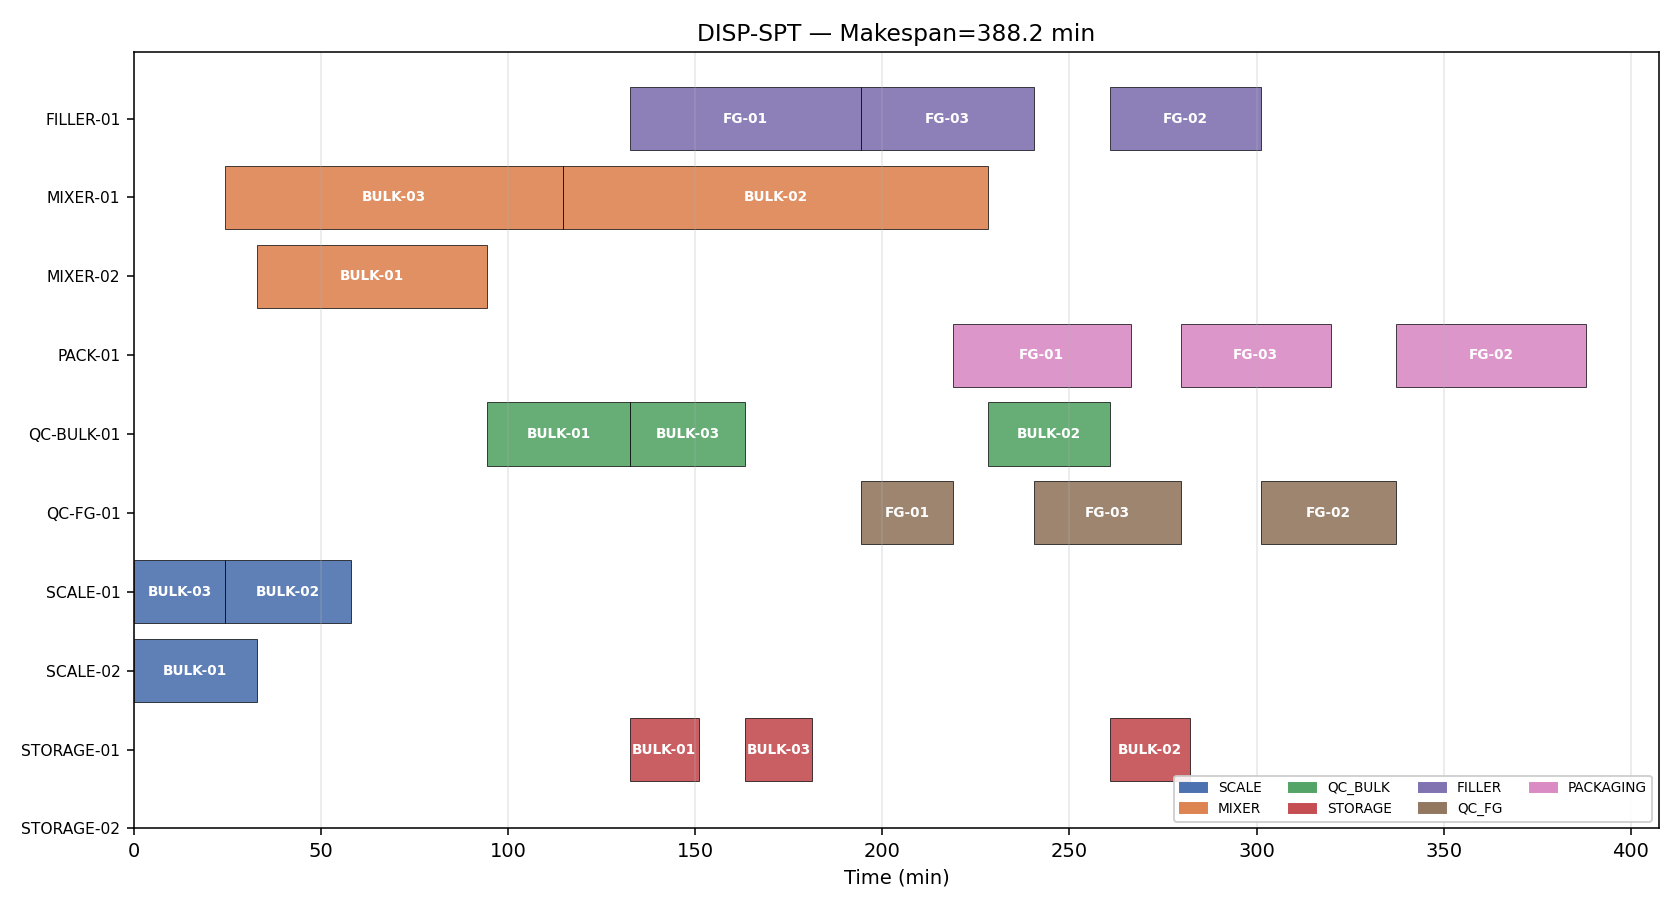 DISP-SPT — Makespan=388.2 min
FILLER-01
FG-01
FG-03
FG-02
MIXER-01
BULK-03
BULK-02
MIXER-02
BULK-01
PACK-01
FG-01
FG-03
FG-02
QC-BULK-01
BULK-01
BULK-03
BULK-02
QC-FG-01
FG-01
FG-03
FG-02
SCALE-01
BULK-03
BULK-02
SCALE-02
BULK-01
STORAGE-01
BULK-01
BULK-03
BULK-02
STORAGE-02
SCALE
MIXER
QC_BULK
STORAGE
FILLER
QC_FG
PACKAGING
0 50 100 150 200 250 300 350 400
Time (min)